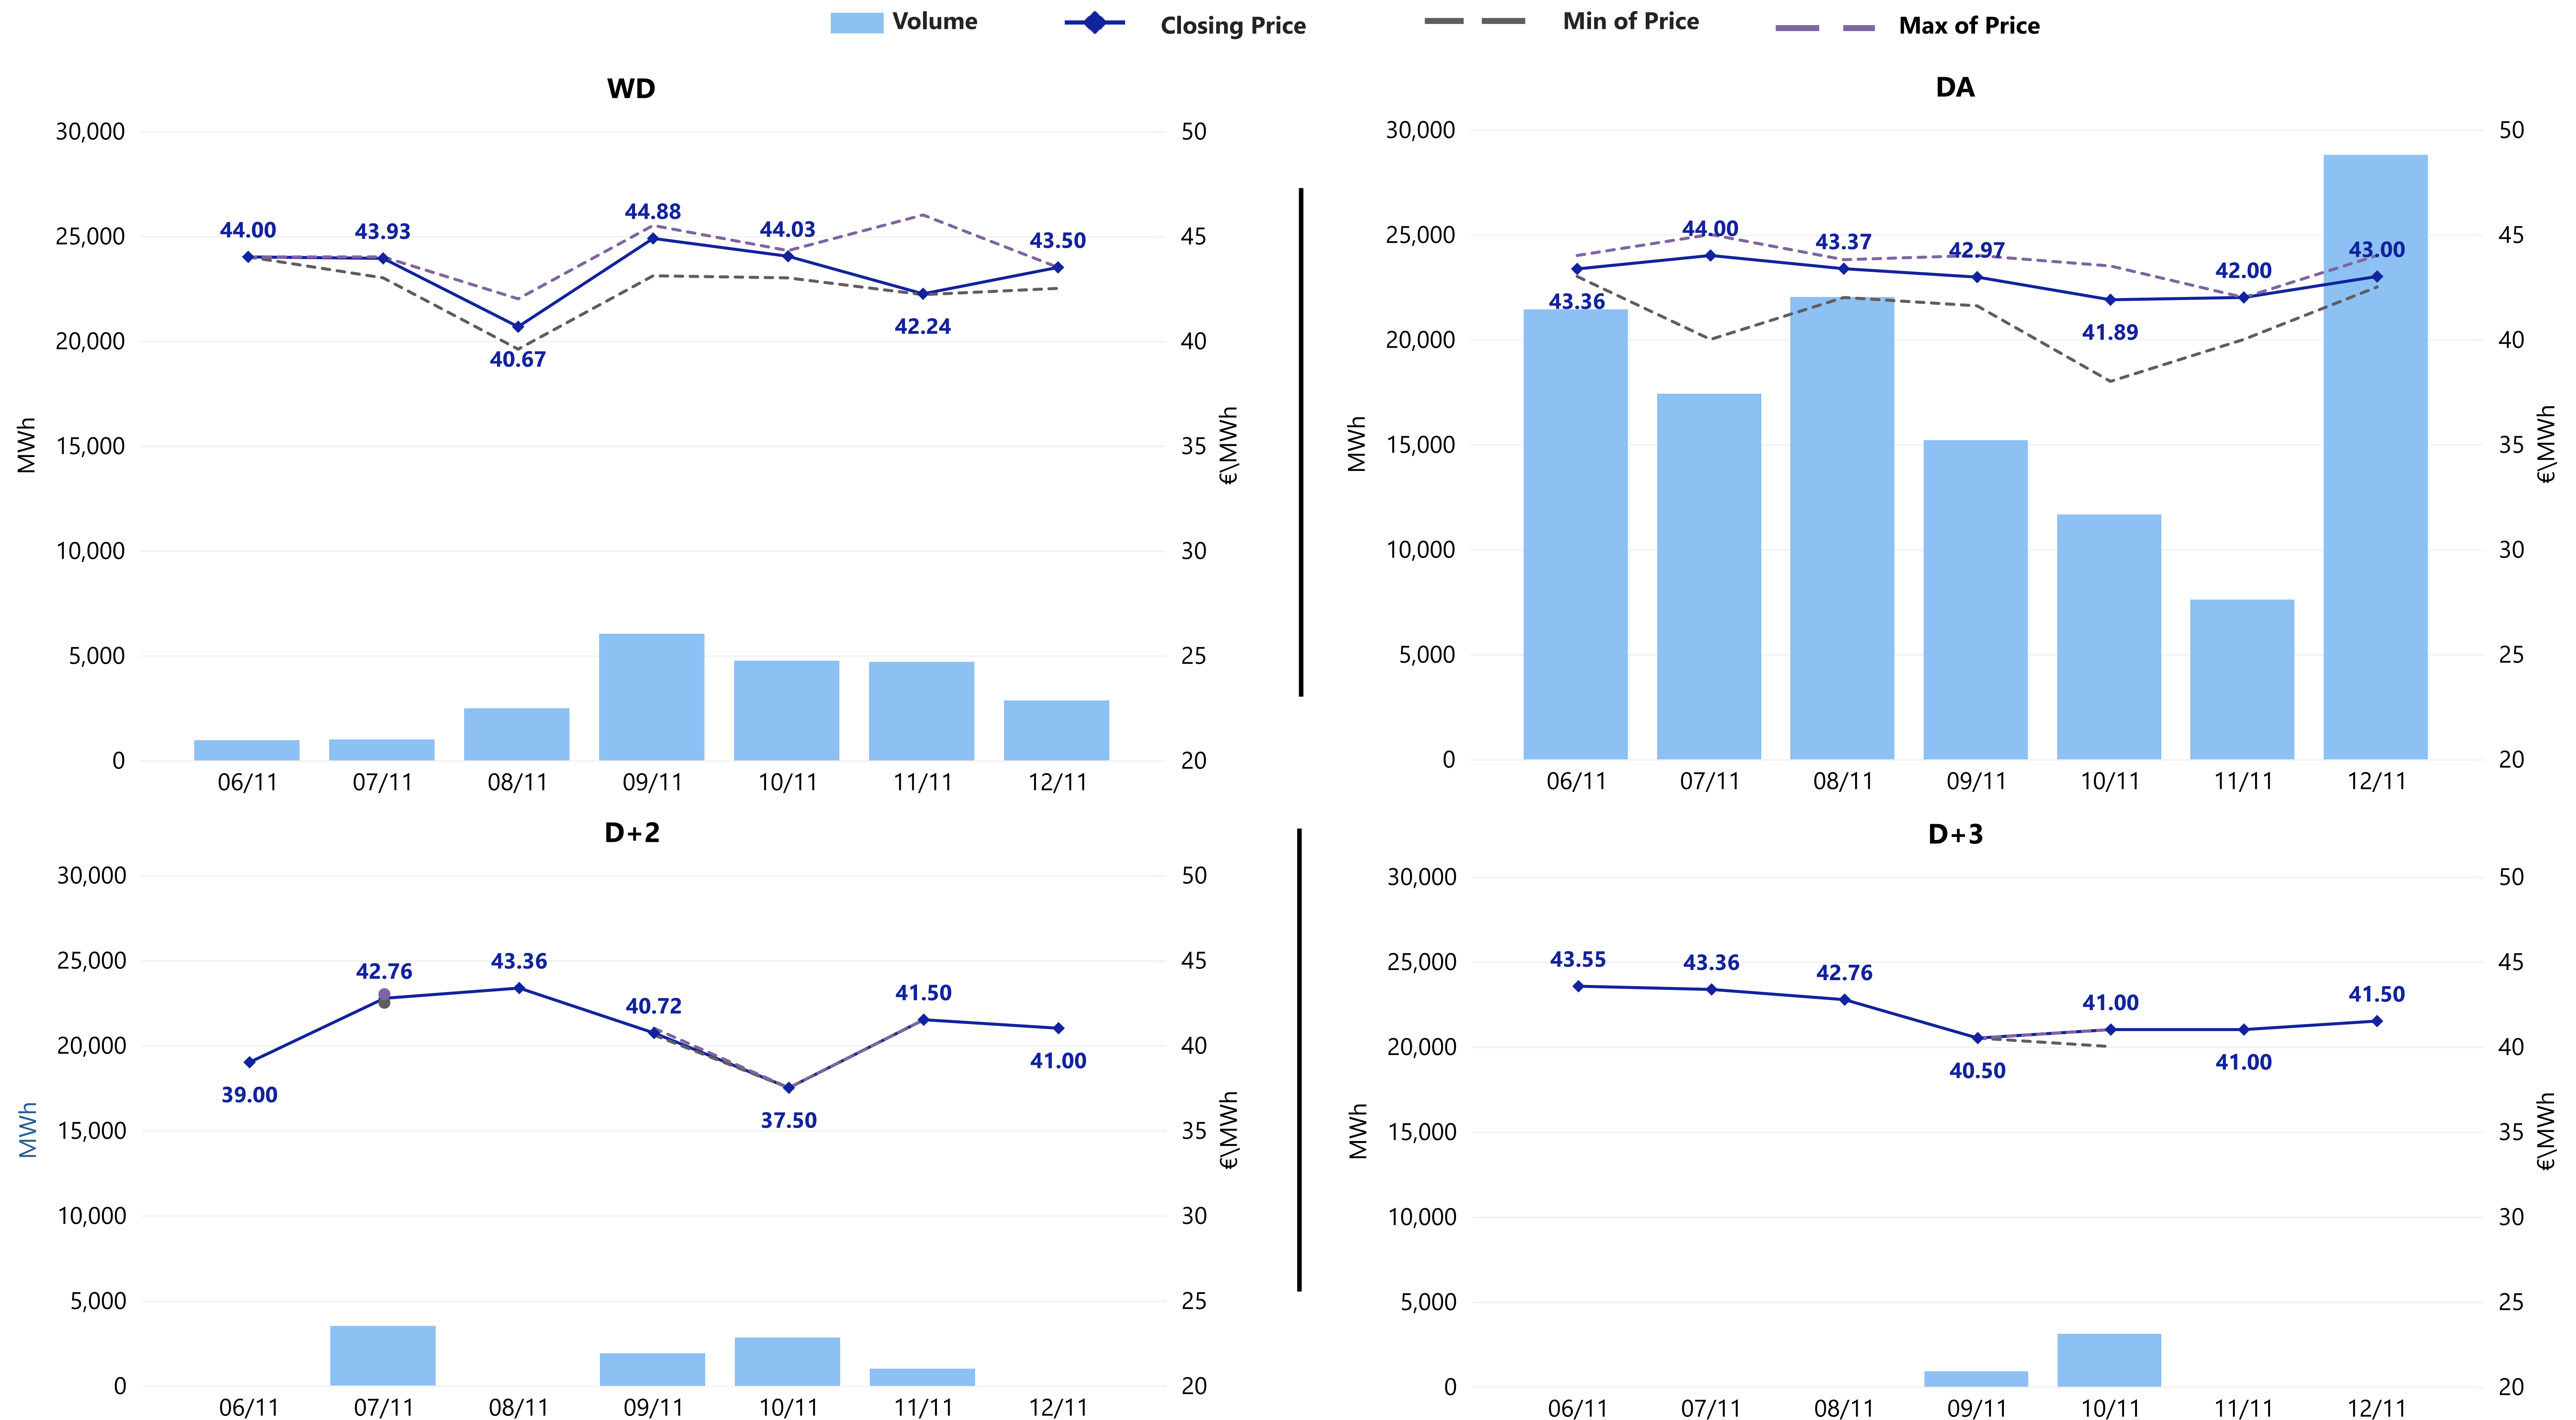 Volume Closing Price Min of Price Max of Price
WD
30,000 50
25,000 45
20,000 40
15,000 35
10,000 30
5,000 25
0 20
MWh
€\MWh
44.00 43.93 40.67 44.88 44.03 42.24 43.50
06/11 07/11 08/11 09/11 10/11 11/11 12/11
DA
30,000 50
25,000 45
20,000 40
15,000 35
10,000 30
5,000 25
0 20
MWh
€\MWh
43.36 44.00 43.37 42.97 41.89 42.00 43.00
06/11 07/11 08/11 09/11 10/11 11/11 12/11
D+2
30,000 50
25,000 45
20,000 40
15,000 35
10,000 30
5,000 25
0 20
MWh
€\MWh
39.00 42.76 43.36 40.72 37.50 41.50 41.00
06/11 07/11 08/11 09/11 10/11 11/11 12/11
D+3
30,000 50
25,000 45
20,000 40
15,000 35
10,000 30
5,000 25
0 20
MWh
€\MWh
43.55 43.36 42.76 40.50 41.00 41.00 41.50
06/11 07/11 08/11 09/11 10/11 11/11 12/11